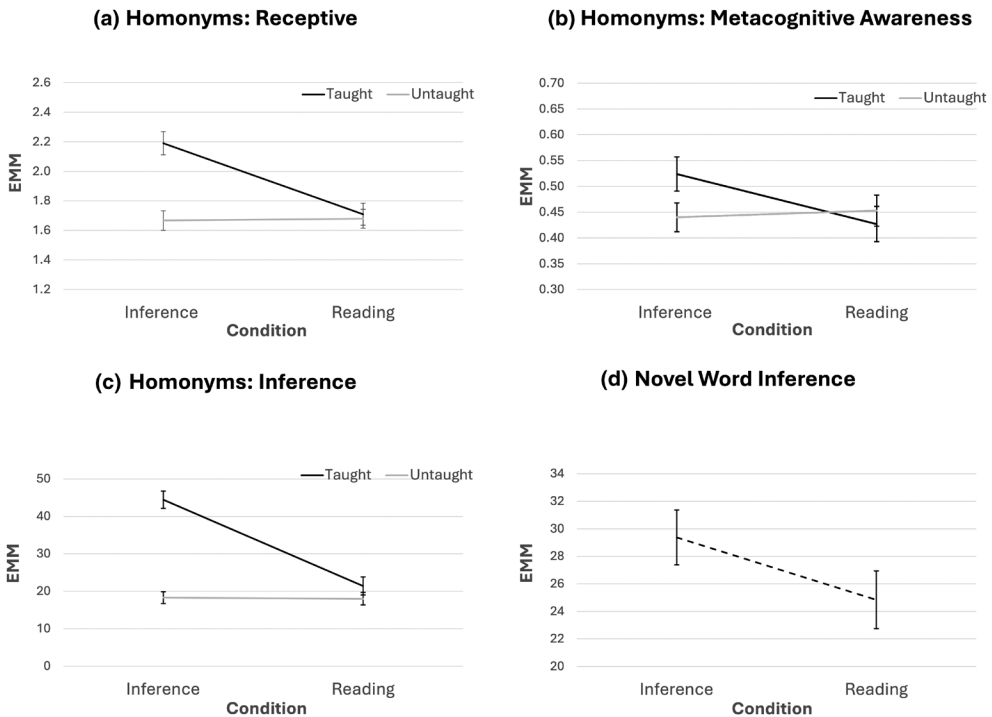 (a) Homonyms: Receptive
2.6
Taught Untaught
2.4
2.2
2.0
EMM
1.8
1.6
1.4
1.2
Inference Reading
Condition
(b) Homonyms: Metacognitive Awareness
0.70
Taught Untaught
0.65
0.60
0.55
EMM
0.50
0.45
0.40
0.35
0.30
Inference Reading
Condition
(c) Homonyms: Inference
Taught Untaught
50
40
30
EMM
20
10
0
Inference Reading
Condition
(d) Novel Word Inference
34
32
30
28
EMM
26
24
22
20
Inference Reading
Condition